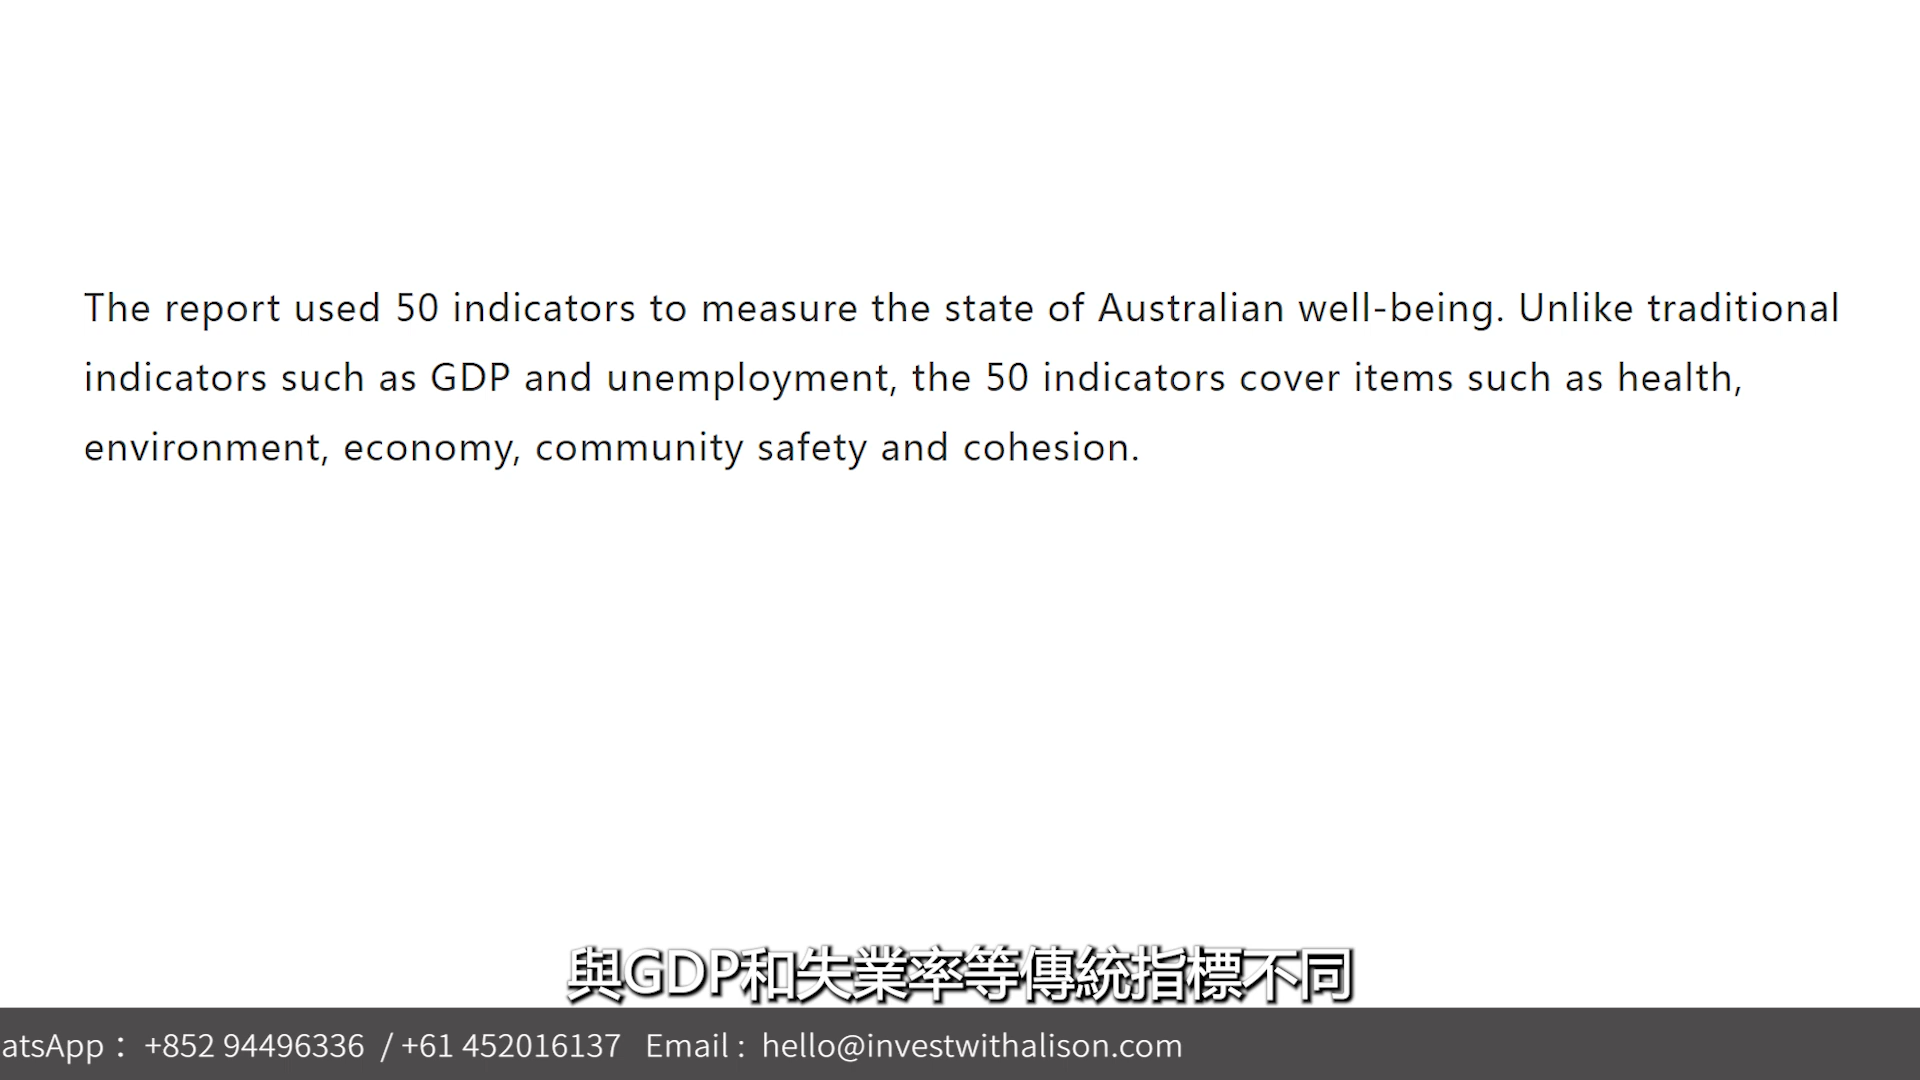 The report used 50 indicators to measure the state of Australian well-being. Unlike traditional
indicators such as GDP and unemployment, the 50 indicators cover items such as health,
environment, economy, community safety and cohesion.
與GDP和失業率等傳統指標不同
atsApp： +852 94496336 / +61 452016137 Email : hello@investwithalison.com